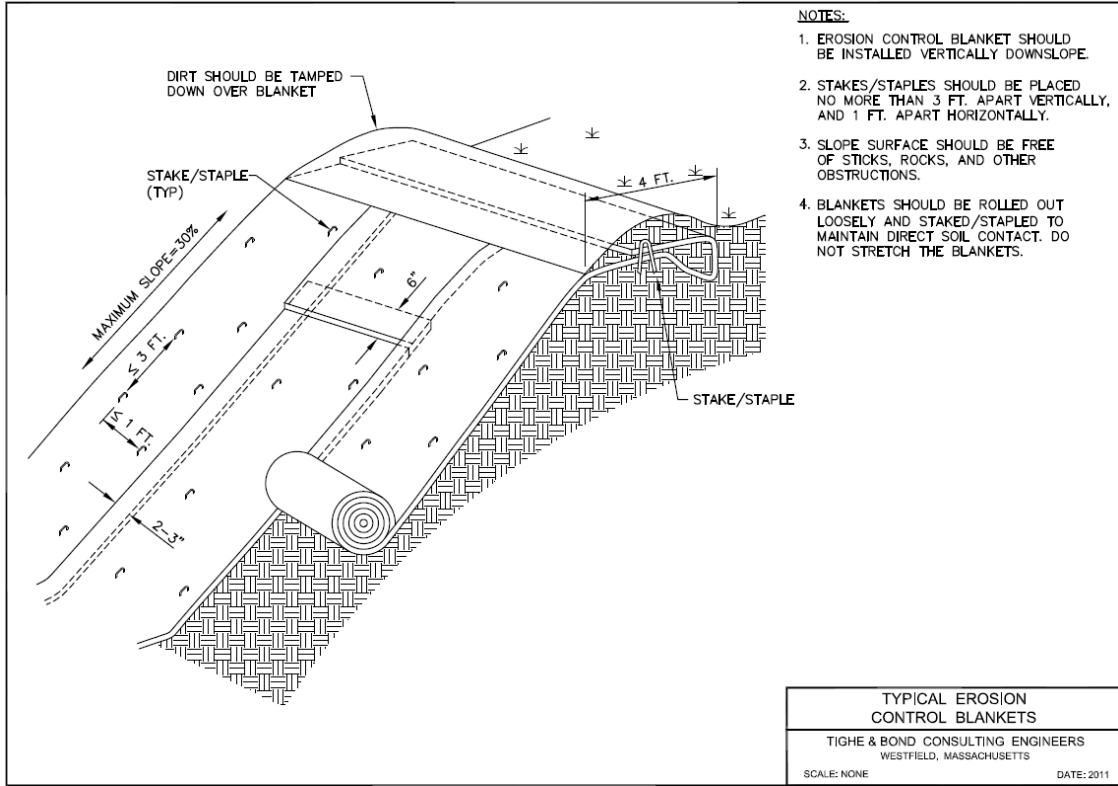 NOTES:
1. EROSION CONTROL BLANKET SHOULD
BE INSTALLED VERTICALLY DOWNSLOPE.
2. STAKES/STAPLES SHOULD BE PLACED
NO MORE THAN 3 FT. APART VERTICALLY,
AND 1 FT. APART HORIZONTALLY.
3. SLOPE SURFACE SHOULD BE FREE
OF STICKS, ROCKS, AND OTHER
OBSTRUCTIONS.
4. BLANKETS SHOULD BE ROLLED OUT
LOOSELY AND STAKED/STAPLED TO
MAINTAIN DIRECT SOIL CONTACT. DO
NOT STRETCH THE BLANKETS.
DIRT SHOULD BE TAMPED
DOWN OVER BLANKET
STAKE/STAPLE
(TYP)
4 FT.
MAXIMUM SLOPE=30%
6"
≤ 3 FT.
≤ 1 FT.
2-3"
STAKE/STAPLE
TYPICAL EROSION
CONTROL BLANKETS
TIGHE & BOND CONSULTING ENGINEERS
WESTFIELD, MASSACHUSETTS
SCALE: NONE
DATE: 2011